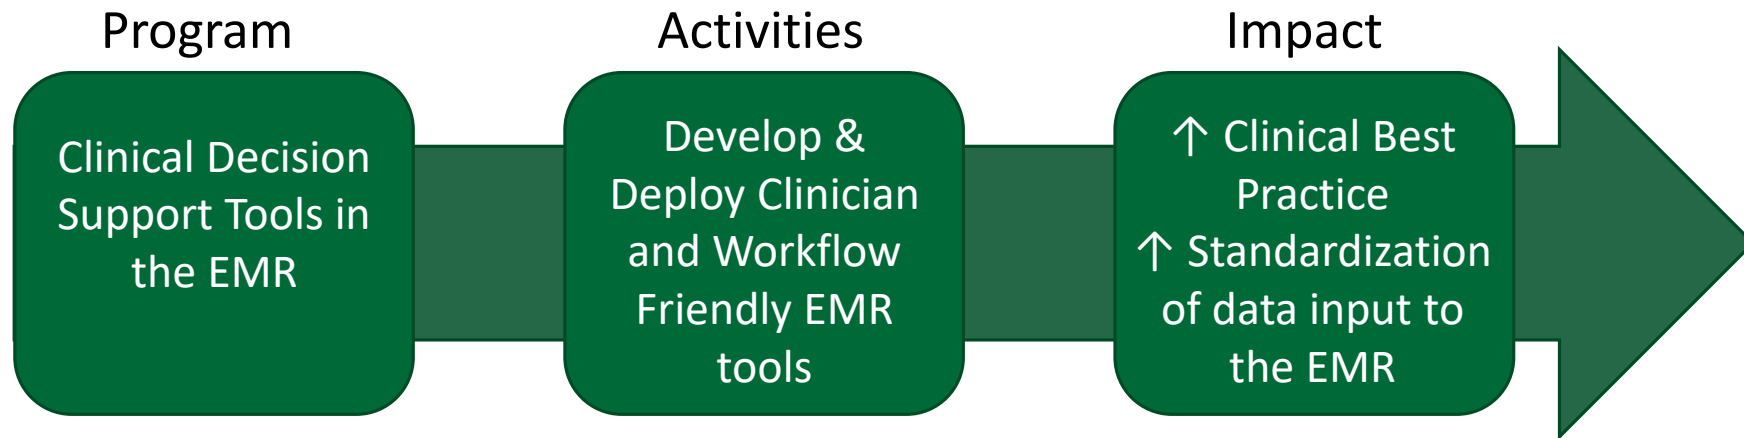 Program
Clinical Decision
Support Tools in
the EMR
Activities
Develop &
Deploy Clinician
and Workflow
Friendly EMR
tools
Impact
↑ Clinical Best
Practice
↑ Standardization
of data input to
the EMR